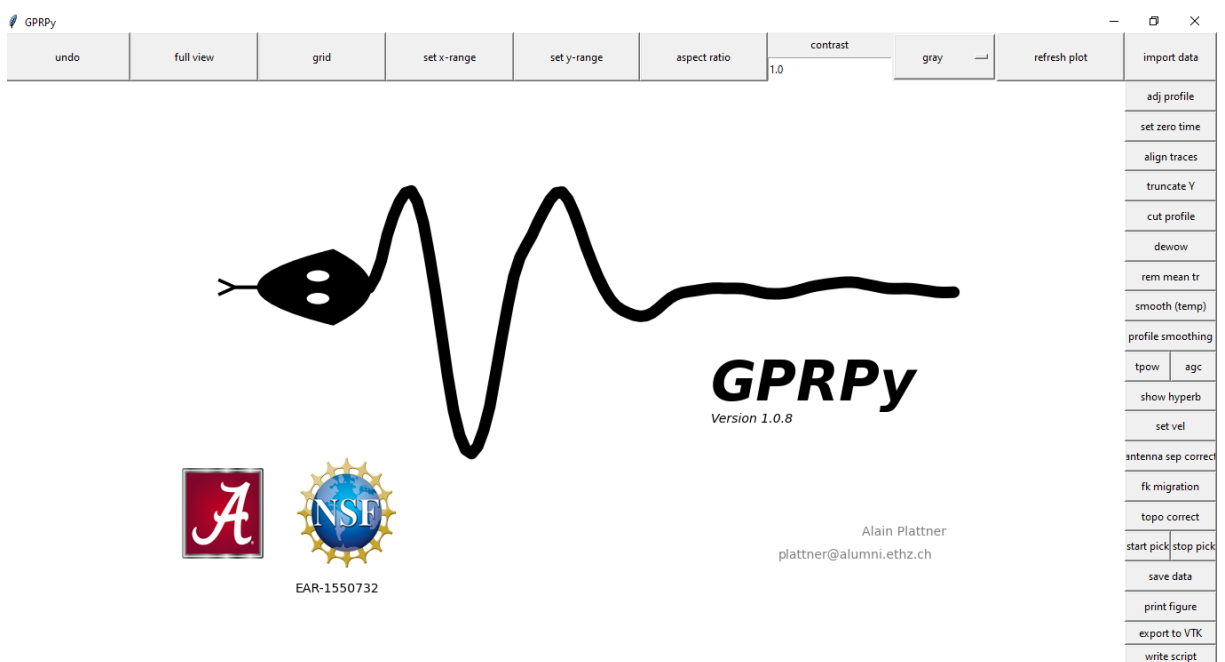 GPRPy
undo
full view
grid
set x-range
set y-range
aspect ratio
contrast
1.0
gray
refresh plot
import data
adj profile
set zero time
align traces
truncate Y
cut profile
dewow
rem mean tr
smooth (temp)
profile smoothing
tpow agc
show hyperb
set vel
antenna sep correct
fk migration
topo correct
start pick stop pick
save data
print figure
export to VTK
write script
GPRPy
Version 1.0.8
A
NSF
EAR-1550732
Alain Plattner
plattner@alumni.ethz.ch